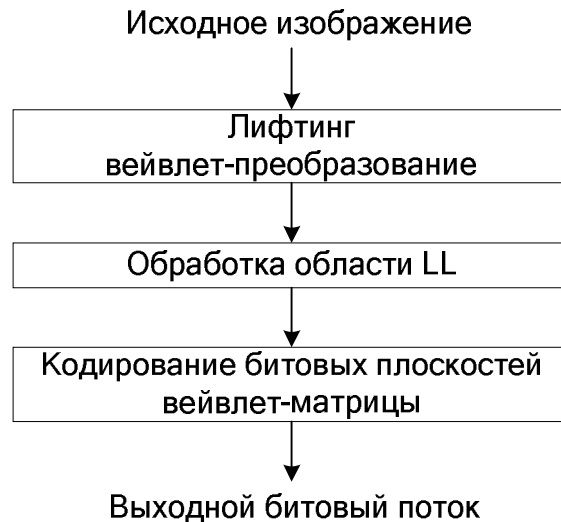 Исходное изображение
Лифтинг
вейвлет-преобразование
Обработка области LL
Кодирование битовых плоскостей
вейвлет-матрицы
Выходной битовый поток